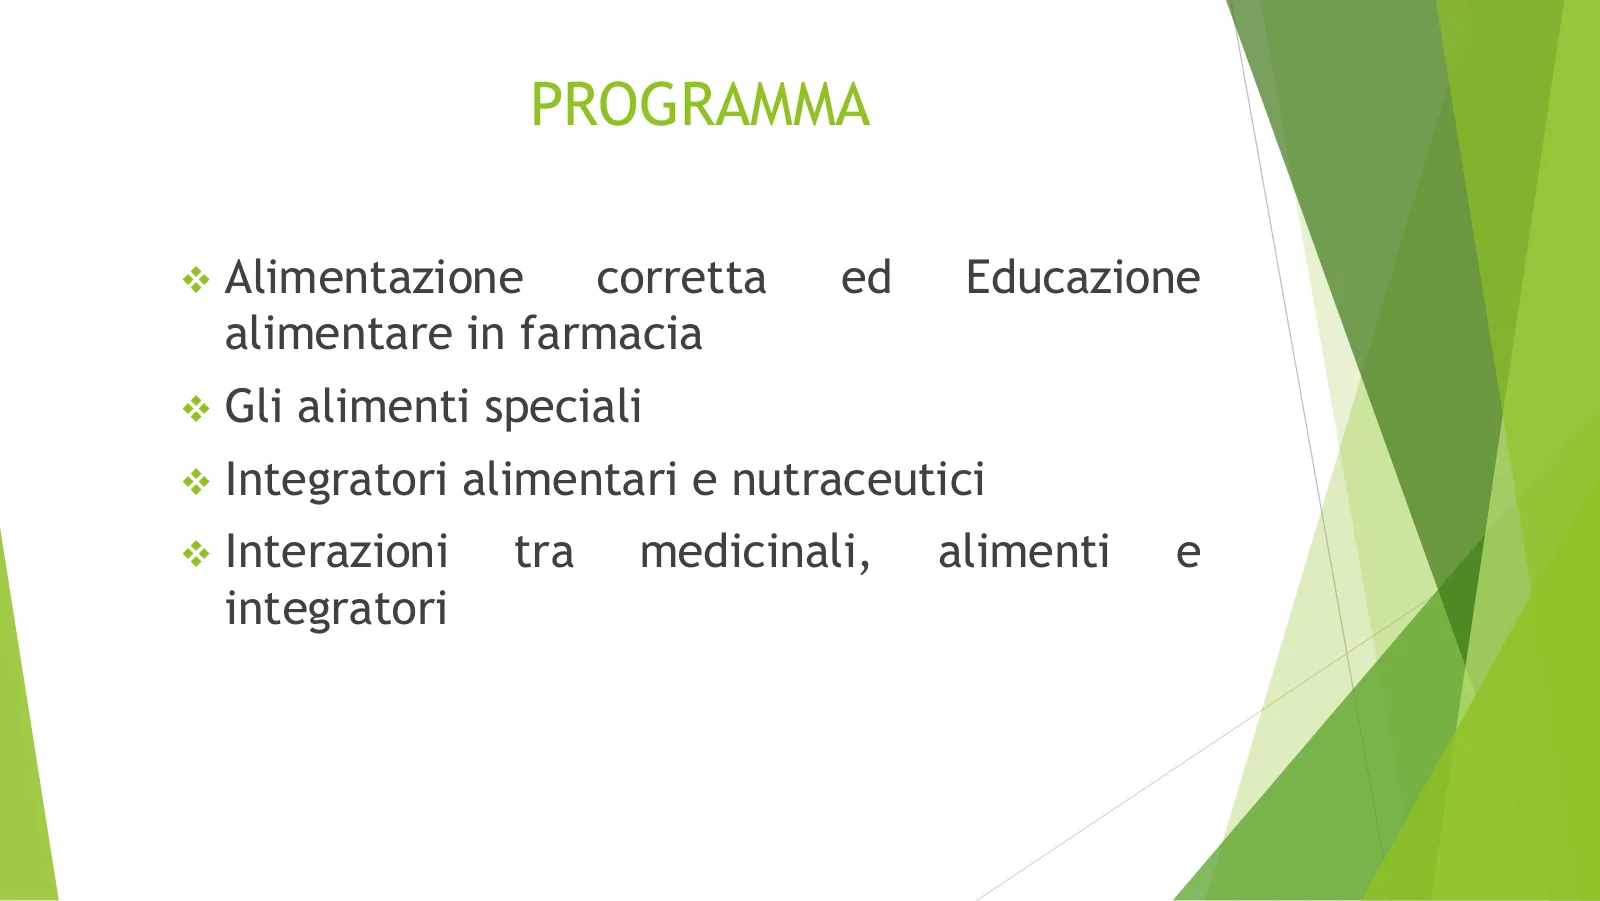 PROGRAMMA
❖ Alimentazione corretta ed Educazione
alimentare in farmacia
❖ Gli alimenti speciali
❖ Integratori alimentari e nutraceutici
❖ Interazioni tra medicinali, alimenti e
integratori